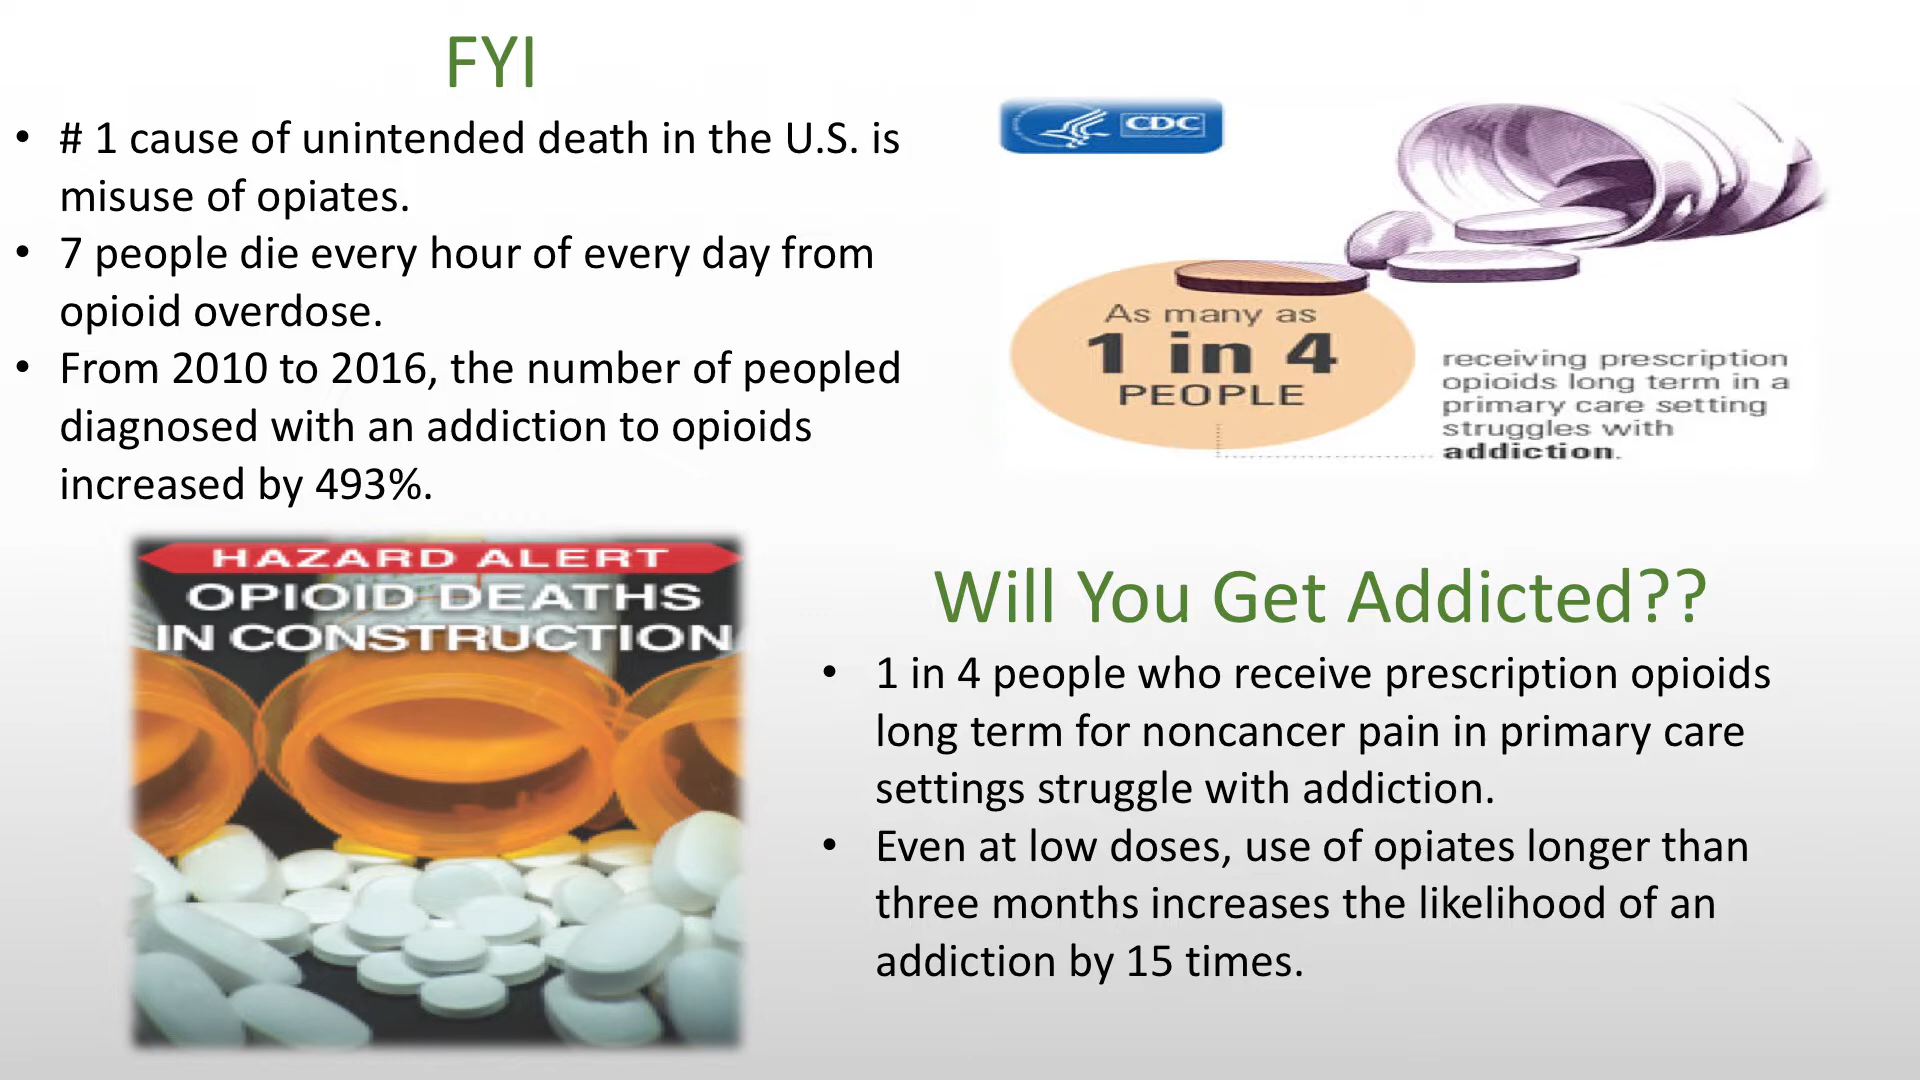 FYI
• # 1 cause of unintended death in the U.S. is
misuse of opiates.
• 7 people die every hour of every day from
opioid overdose.
• From 2010 to 2016, the number of peopled
diagnosed with an addiction to opioids
increased by 493%.
CDC
As many as
1 in 4
PEOPLE
receiving prescription
opioids long term in a
primary care setting
struggles with
addiction.
HAZARD ALERT
OPIOID DEATHS
IN CONSTRUCTION
Will You Get Addicted??
• 1 in 4 people who receive prescription opioids
long term for noncancer pain in primary care
settings struggle with addiction.
• Even at low doses, use of opiates longer than
three months increases the likelihood of an
addiction by 15 times.